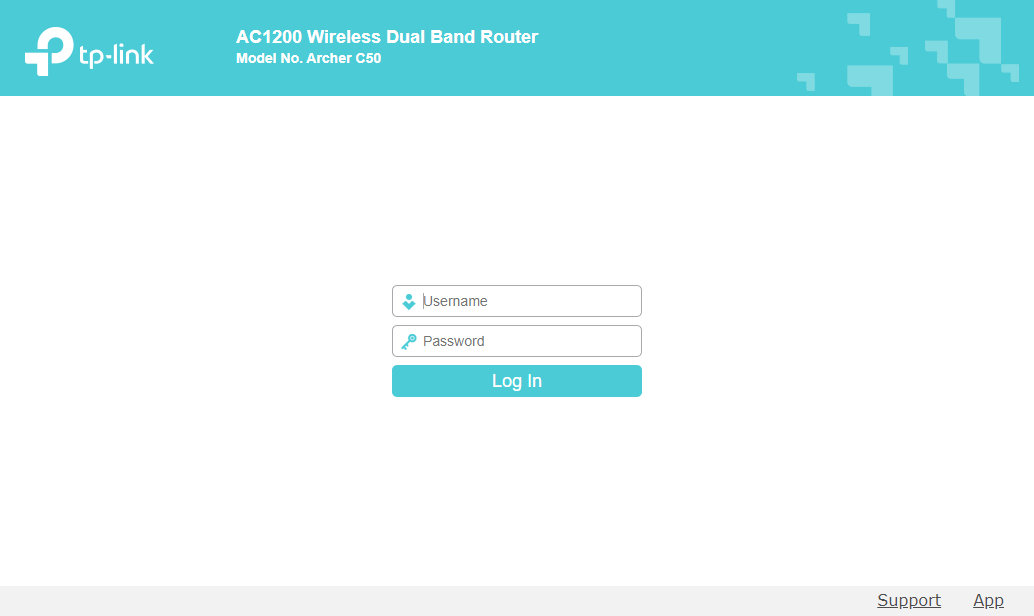 tp-link
AC1200 Wireless Dual Band Router
Model No. Archer C50
Username
Password
Log In
Support App